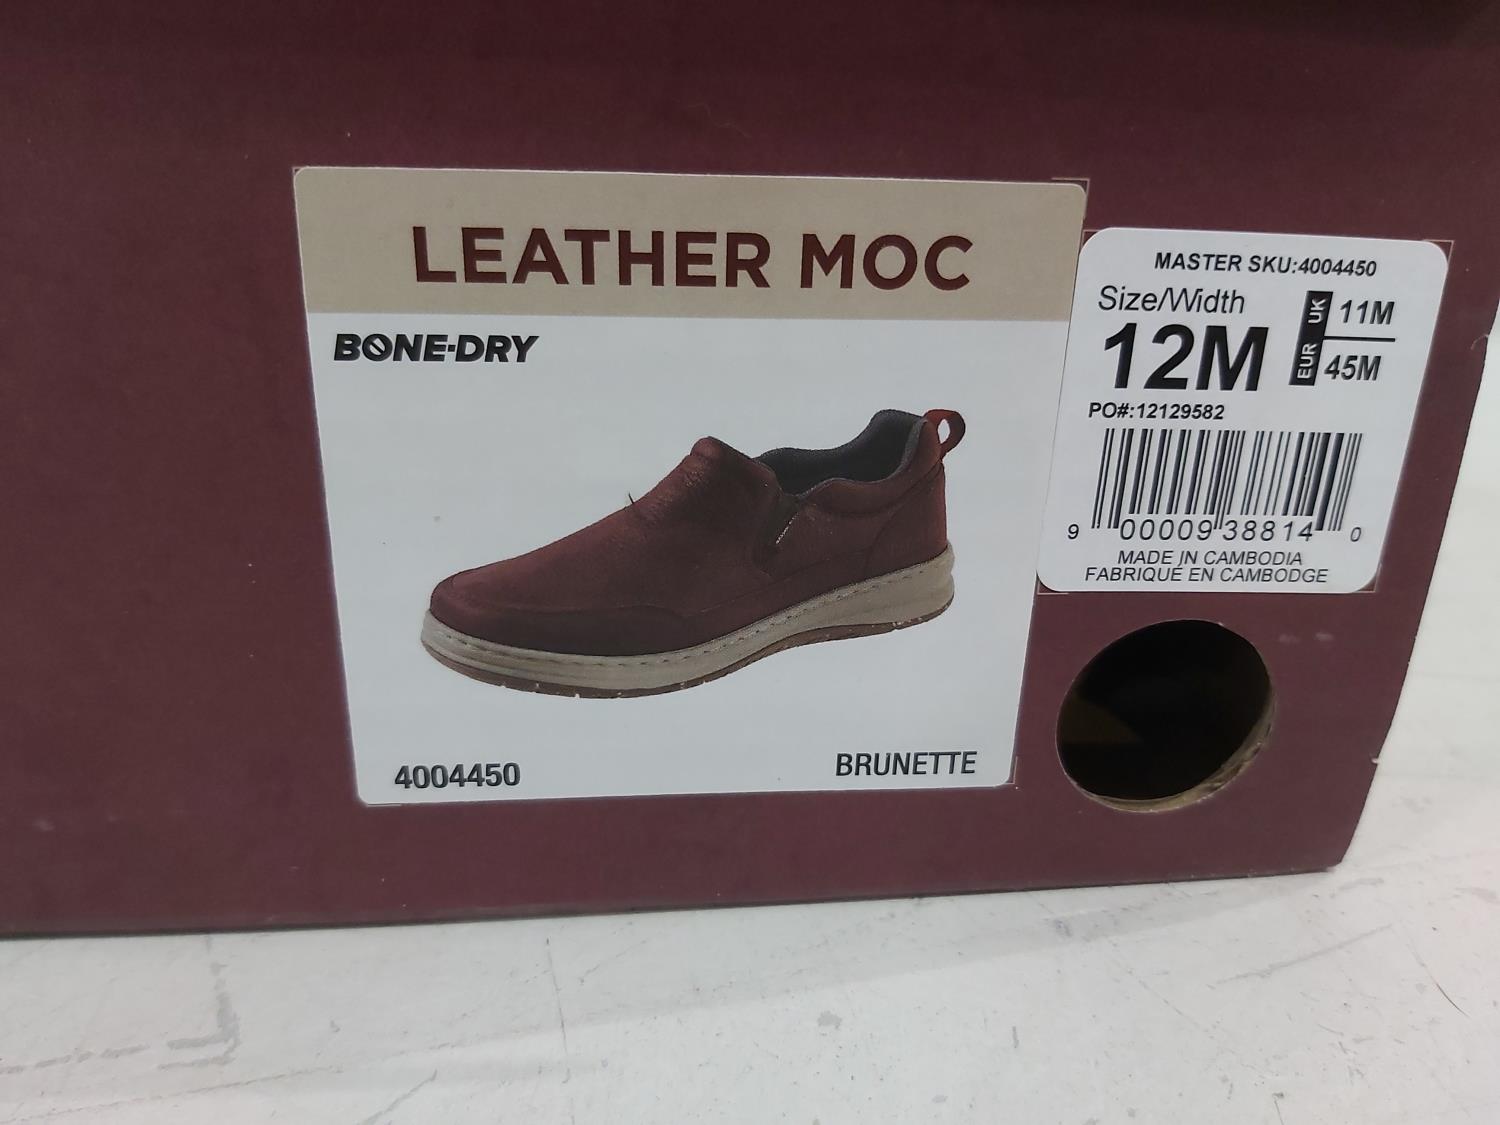 LEATHER MOC
BONE-DRY
4004450
BRUNETTE
MASTER SKU:4004450
Size/Width
12M
UK 11M
EUR 45M
PO#:12129582
9 00009 38814 0
MADE IN CAMBODIA
FABRIQUE EN CAMBODGE